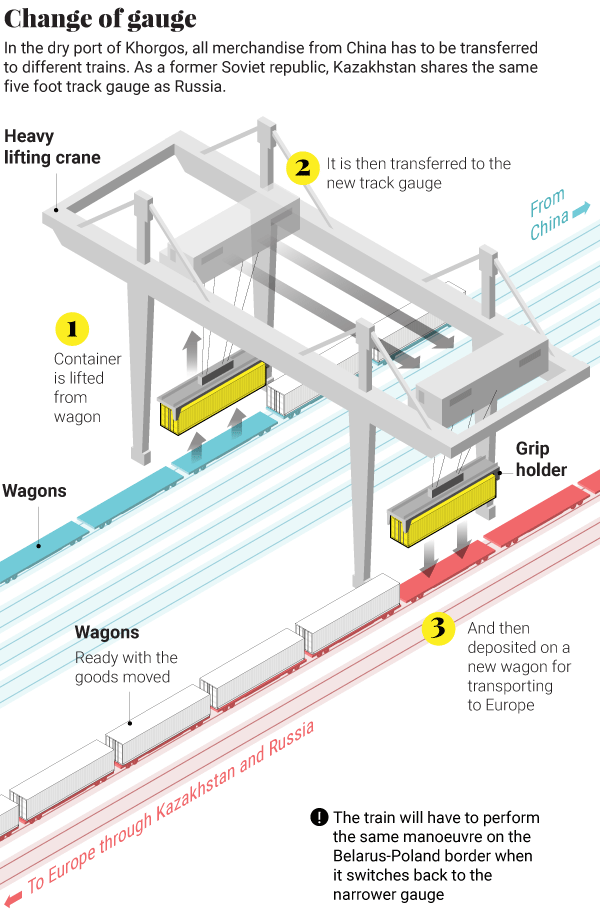 Change of gauge
In the dry port of Khorgos, all merchandise from China has to be transferred
to different trains. As a former Soviet republic, Kazakhstan shares the same
five foot track gauge as Russia.
Heavy
lifting crane
2
It is then transferred to the
new track gauge
From
China
1
Container
is lifted
from
wagon
Grip
holder
Wagons
3
And then
deposited on a
new wagon for
transporting
to Europe
Wagons
Ready with the
goods moved
To Europe through Kazakhstan and Russia
! The train will have to perform
the same manoeuvre on the
Belarus-Poland border when
it switches back to the
narrower gauge